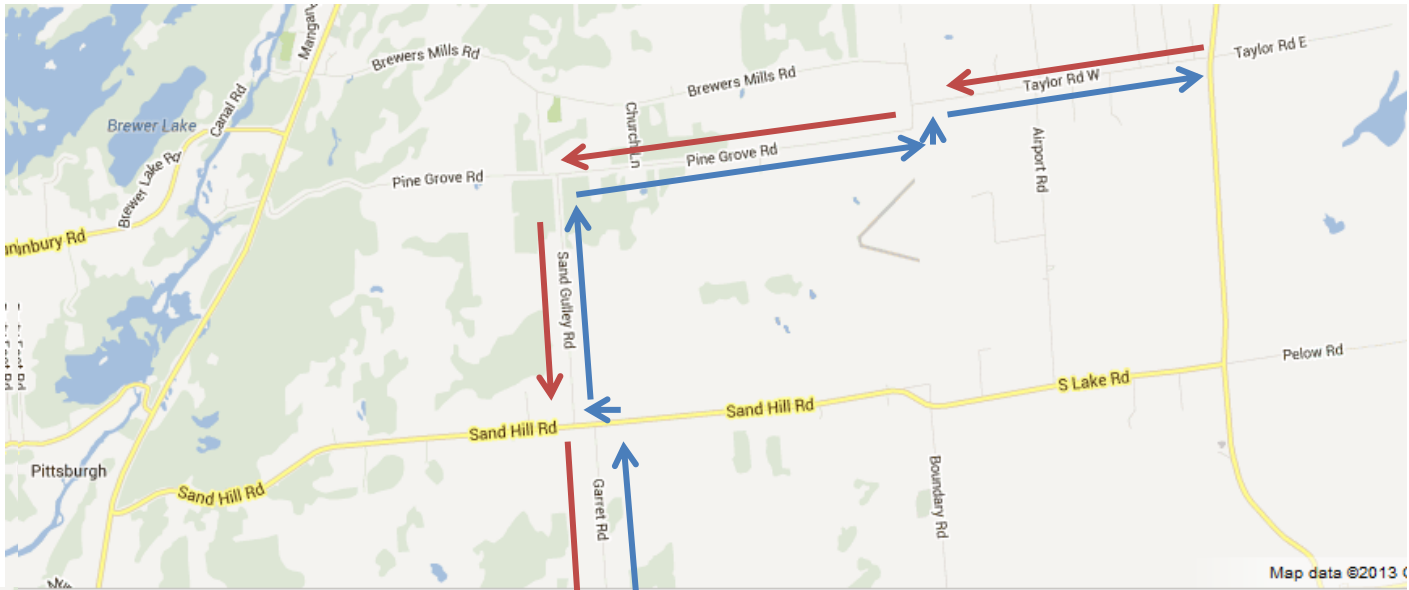 Brewers Mills Rd
Brewers Mills Rd
Taylor Rd W
Taylor Rd E
Canal Rd
Brewer Lake
Brewer Lake Rd
Church Ln
Pine Grove Rd
Pine Grove Rd
Airport Rd
Sand Gulley Rd
Pelow Rd
S Lake Rd
Sand Hill Rd
Sand Hill Rd
Sand Hill Rd
Pittsburgh
Garret Rd
Boundary Rd
Map data ©2013